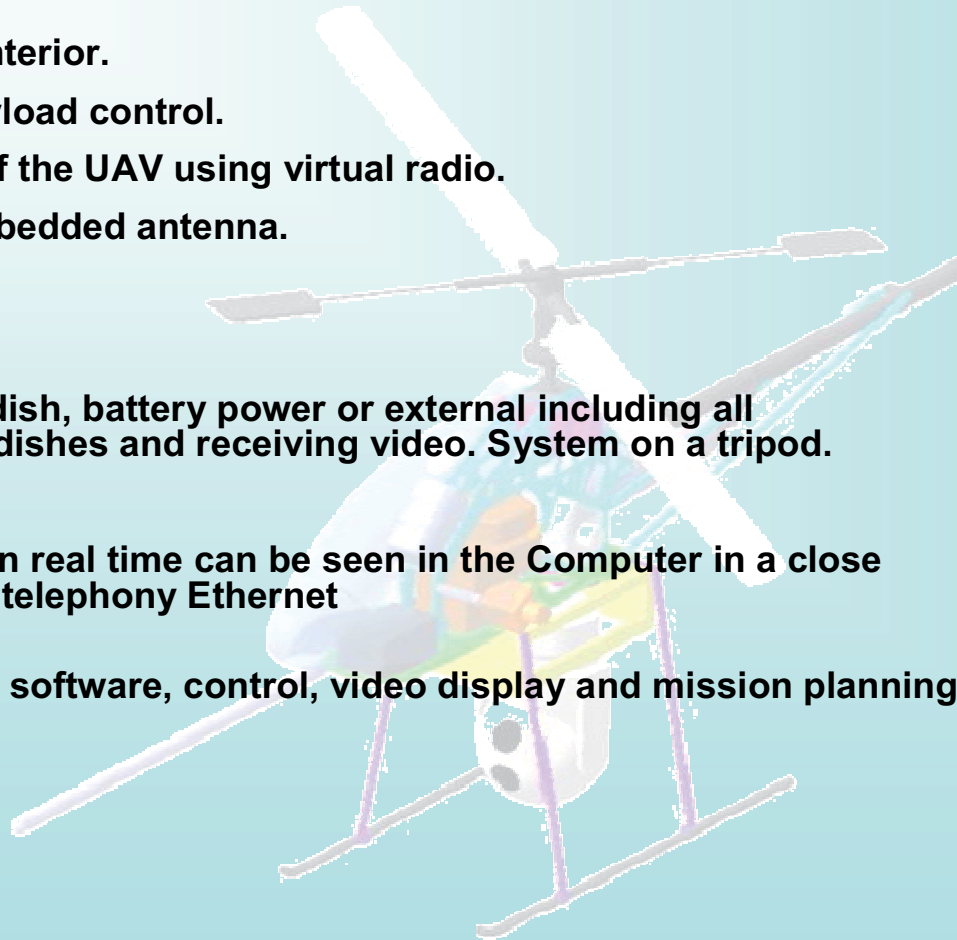 nterior.
yload control.
f the UAV using virtual radio.
bedded antenna.
dish, battery power or external including all
dishes and receiving video. System on a tripod.
n real time can be seen in the Computer in a close
telephony Ethernet
software, control, video display and mission planning